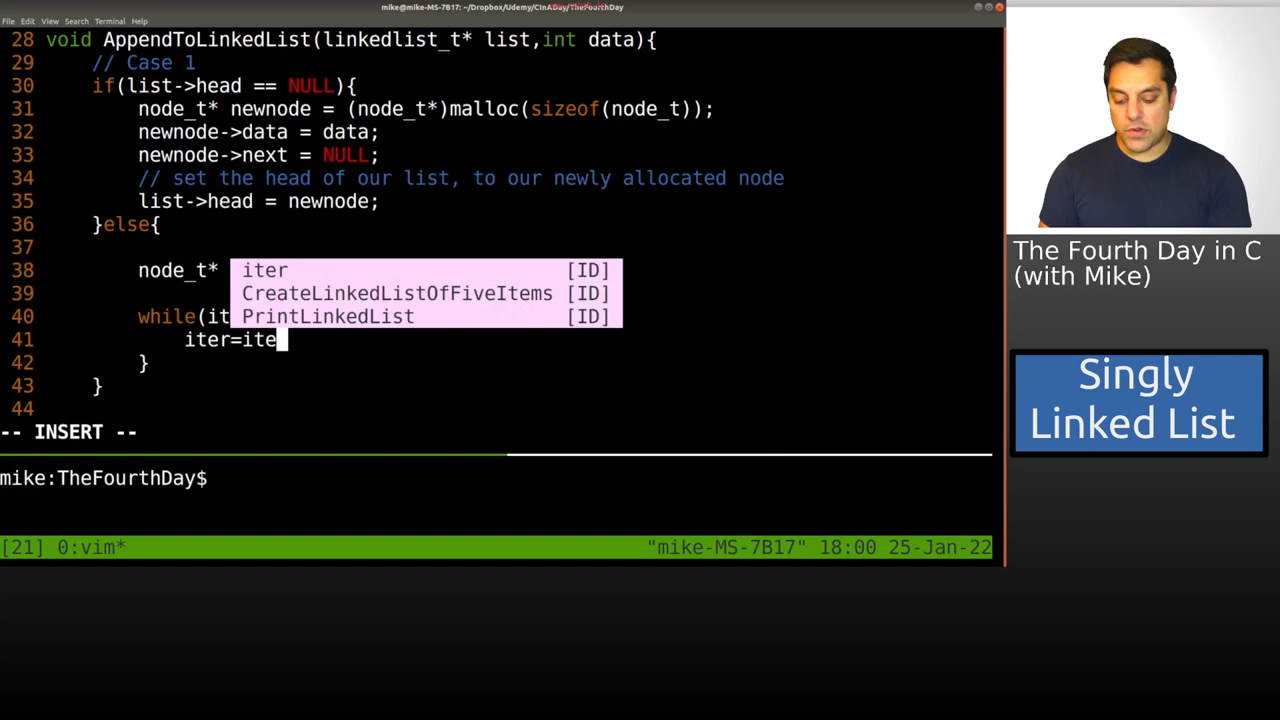 mike@mike-MS-7B17: ~/Dropbox/Udemy/CInADay/TheFourthDay
File Edit View Search Terminal Help
28 void AppendToLinkedList(linkedlist_t* list,int data){
29     // Case 1
30     if(list->head == NULL){
31         node_t* newnode = (node_t*)malloc(sizeof(node_t));
32         newnode->data = data;
33         newnode->next = NULL;
34         // set the head of our list, to our newly allocated node
35         list->head = newnode;
36     }else{
37
38         node_t* iter [ID]
39 CreateLinkedListOfFiveItems [ID]
40         while(it PrintLinkedList [ID]
41             iter=ite
42         }
43     }
44
-- INSERT --
mike:TheFourthDay$
[21] 0:vim* "mike-MS-7B17" 18:00 25-Jan-22
The Fourth Day in C
(with Mike)
Singly
Linked List